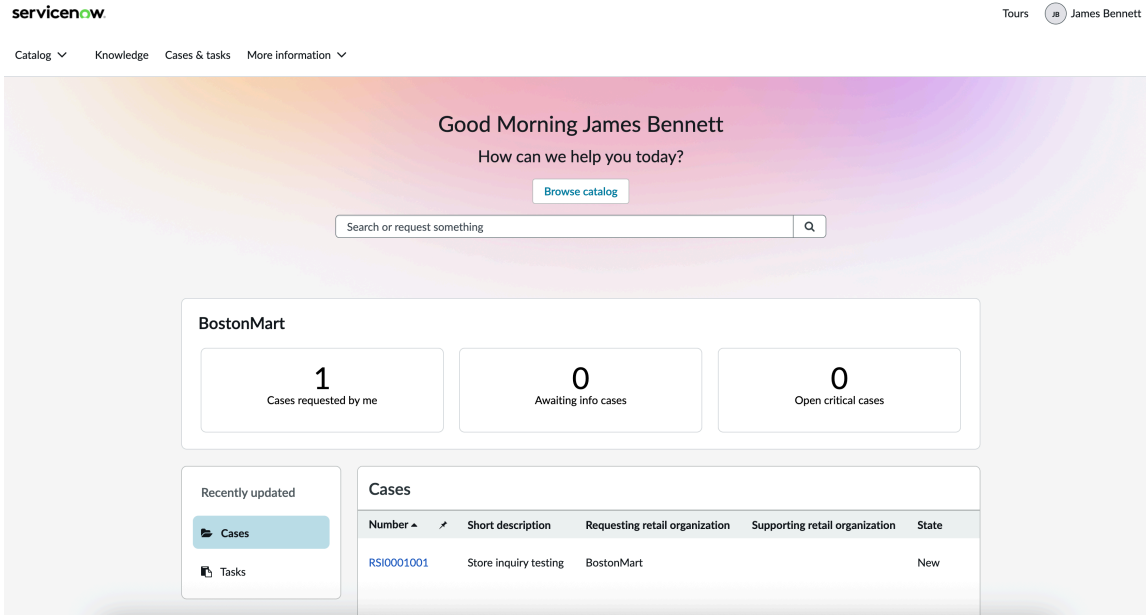 servicenow
Tours JB James Bennett
Catalog Knowledge Cases & tasks More information
Good Morning James Bennett
How can we help you today?
Browse catalog
Search or request something
BostonMart
1
Cases requested by me
0
Awaiting info cases
0
Open critical cases
Recently updated
Cases
Tasks
Cases
Number Short description Requesting retail organization Supporting retail organization State
RSI0001001 Store inquiry testing BostonMart New